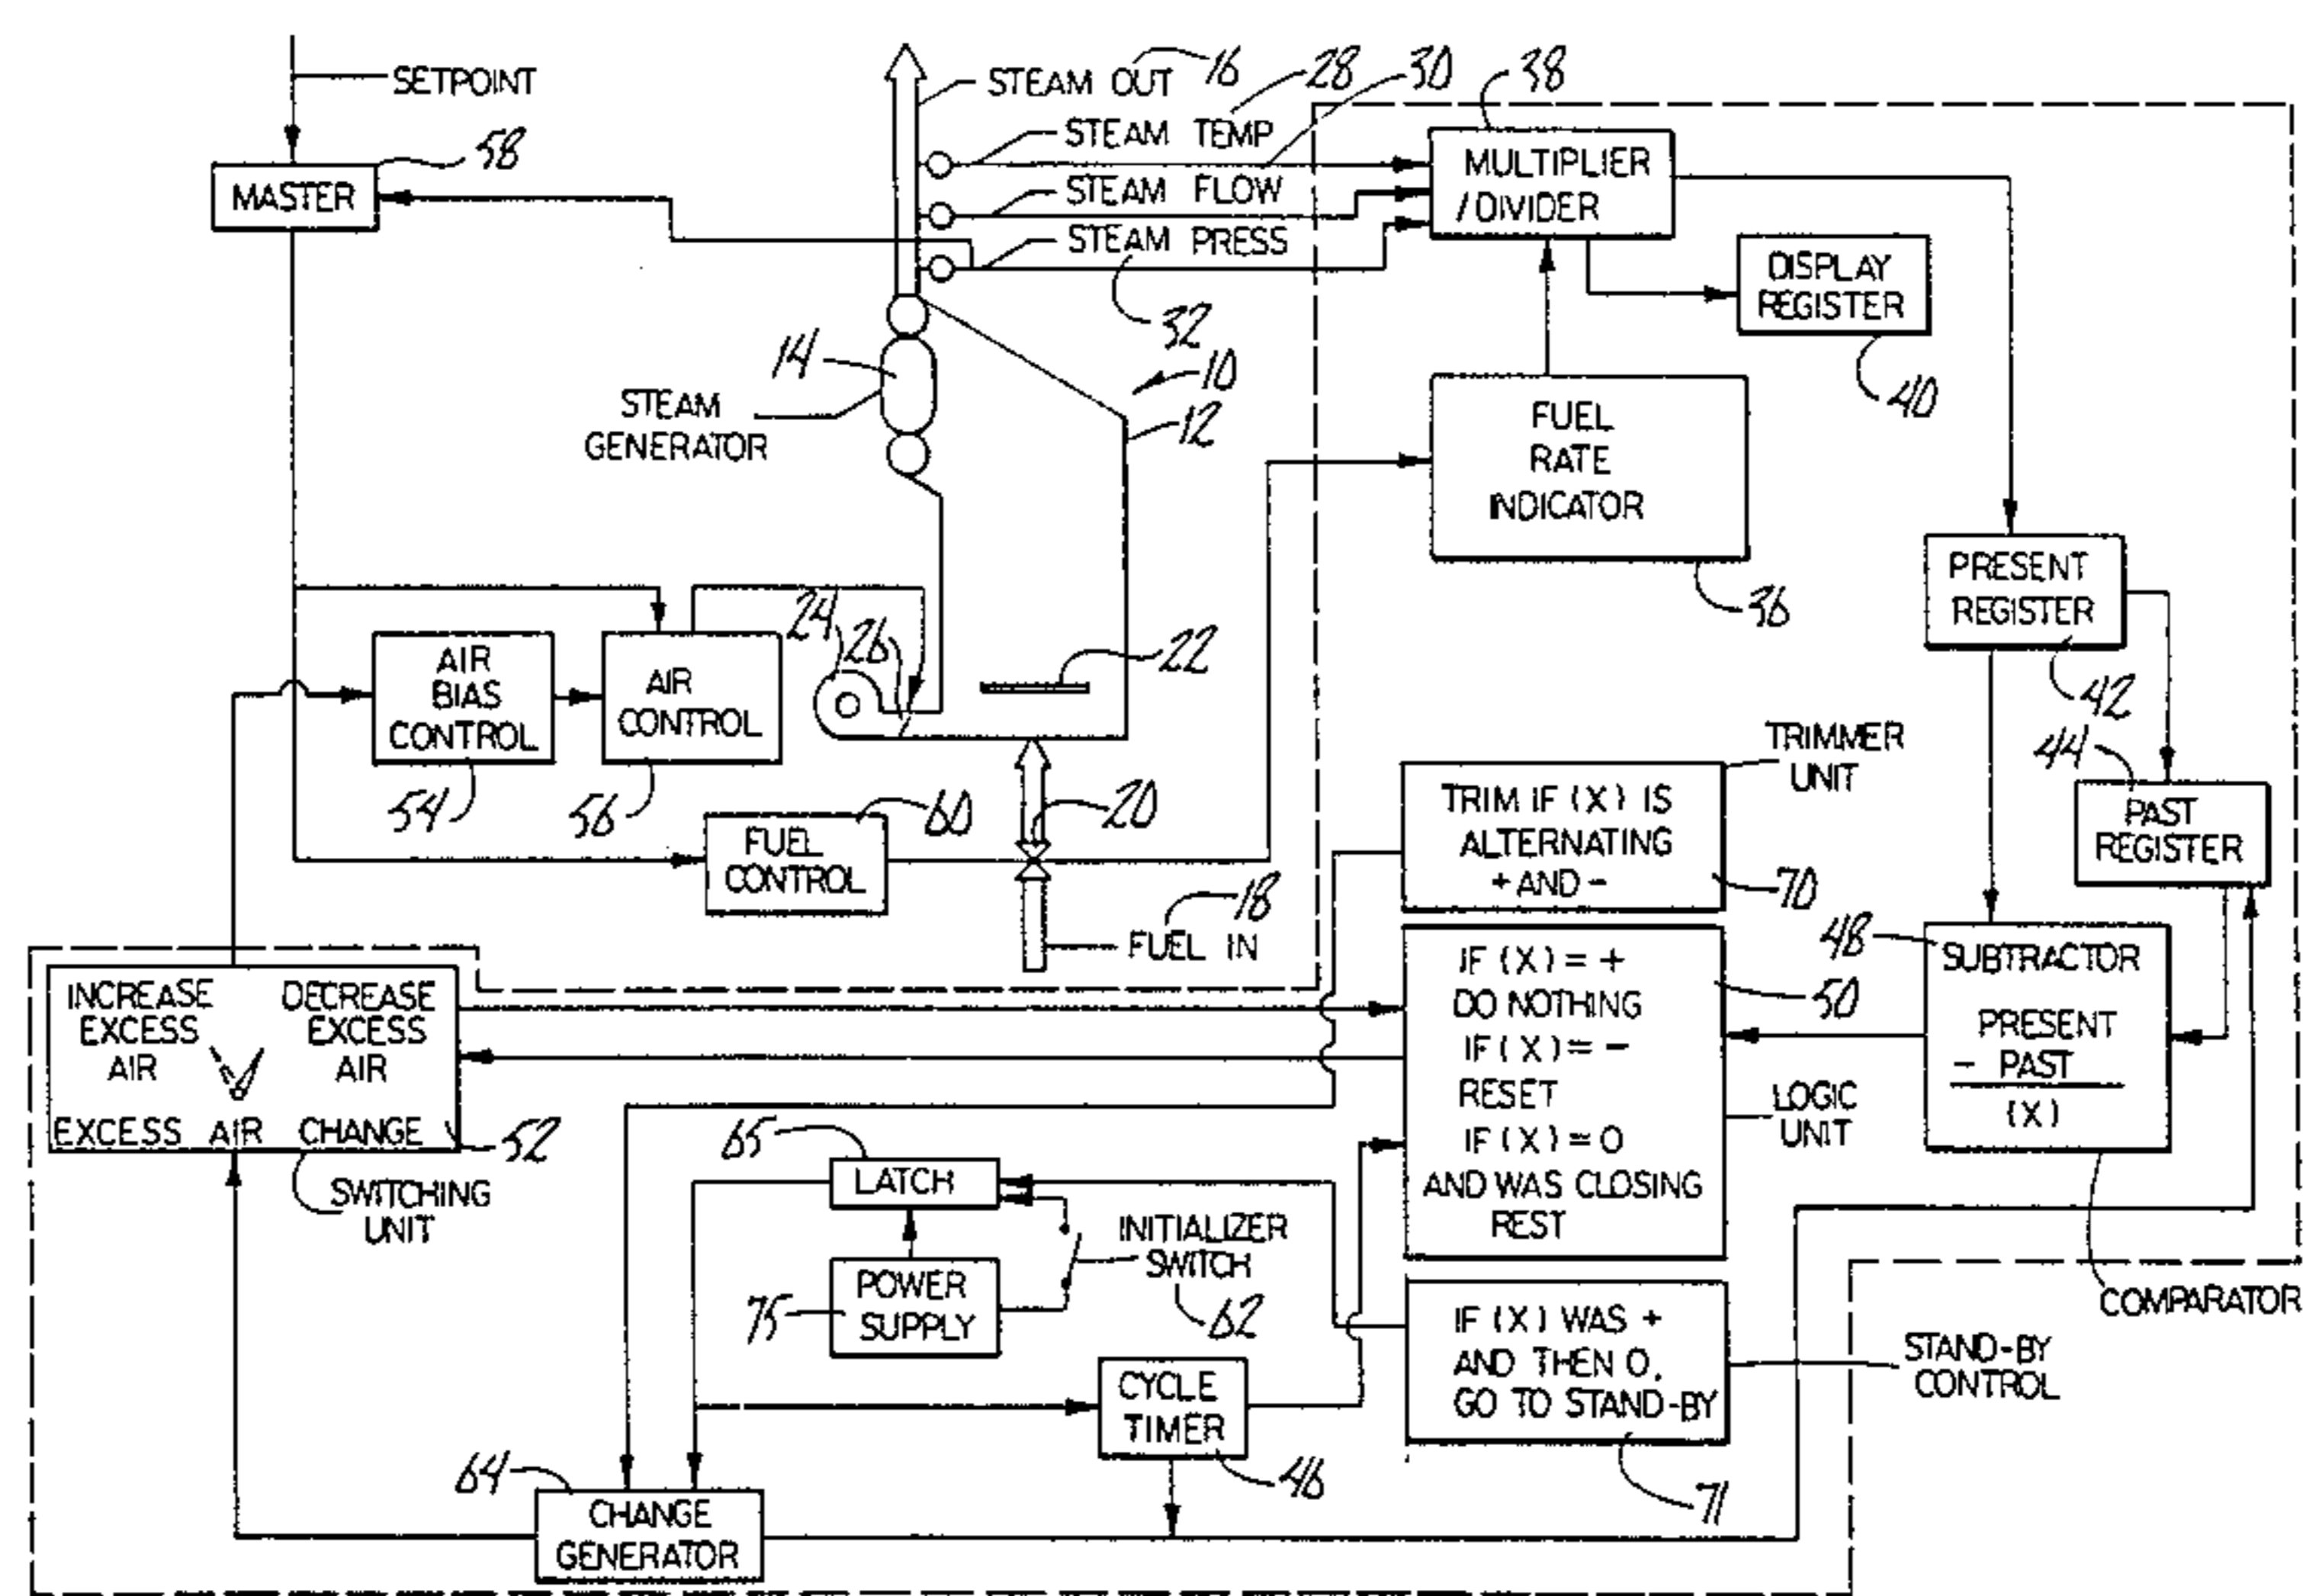 SETPOINT
MASTER
58
STEAM OUT 16
STEAM TEMP 28
30
STEAM FLOW
STEAM PRESS
32
38
MULTIPLIER
/DIVIDER
DISPLAY
REGISTER
40
14
STEAM
GENERATOR
10
12
FUEL
RATE
INDICATOR
36
PRESENT
REGISTER
42
24
26
22
AIR
BIAS
CONTROL
54
AIR
CONTROL
56
FUEL
CONTROL
60
20
18
FUEL IN
TRIMMER
UNIT
TRIM IF (X) IS
ALTERNATING
+ AND -
70
44
PAST
REGISTER
48
SUBTRACTOR
PRESENT
- PAST
(X)
COMPARATOR
IF (X) = +
DO NOTHING
IF (X) = -
RESET
IF (X) = 0
AND WAS CLOSING
REST
50
LOGIC
UNIT
INCREASE
EXCESS
AIR
DECREASE
EXCESS
AIR
EXCESS AIR CHANGE
52
SWITCHING
UNIT
65
LATCH
INITIALIZER
SWITCH
62
POWER
SUPPLY
75
CYCLE
TIMER
46
IF (X) WAS +
AND THEN 0,
GO TO STAND-BY
71
STAND-BY
CONTROL
64
CHANGE
GENERATOR